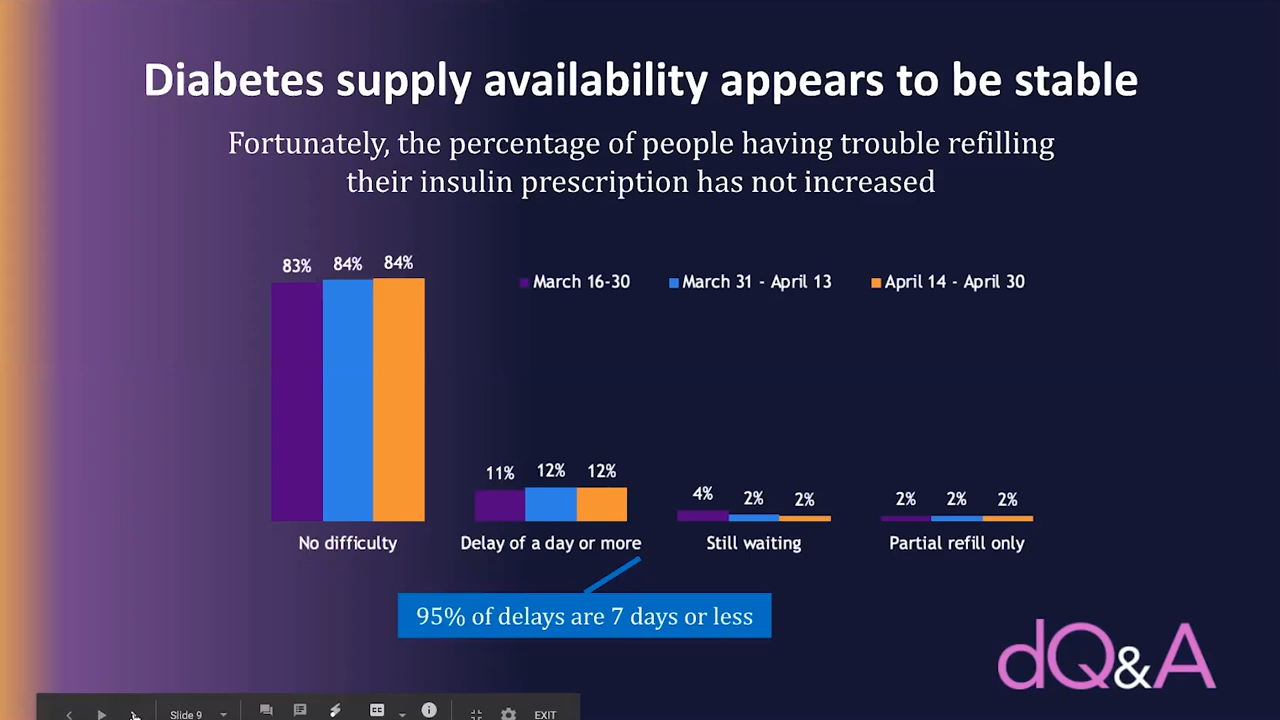 Diabetes supply availability appears to be stable
Fortunately, the percentage of people having trouble refilling
their insulin prescription has not increased
83% 84% 84%
March 16-30 March 31 - April 13 April 14 - April 30
11% 12% 12%
4% 2% 2%
2% 2% 2%
No difficulty Delay of a day or more Still waiting Partial refill only
95% of delays are 7 days or less
dQ&A
Slide 9 CC EXIT